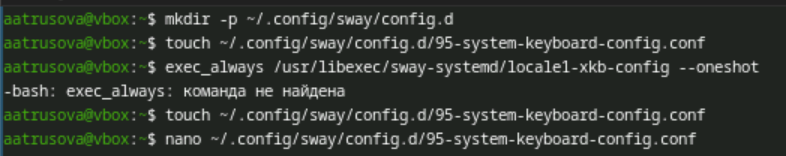 aatrusova@vbox:~$ mkdir -p ~/.config/sway/config.d
aatrusova@vbox:~$ touch ~/.config/sway/config.d/95-system-keyboard-config.conf
aatrusova@vbox:~$ exec_always /usr/libexec/sway-systemd/locale1-xkb-config --oneshot
-bash: exec_always: команда не найдена
aatrusova@vbox:~$ touch ~/.config/sway/config.d/95-system-keyboard-config.conf
aatrusova@vbox:~$ nano ~/.config/sway/config.d/95-system-keyboard-config.conf